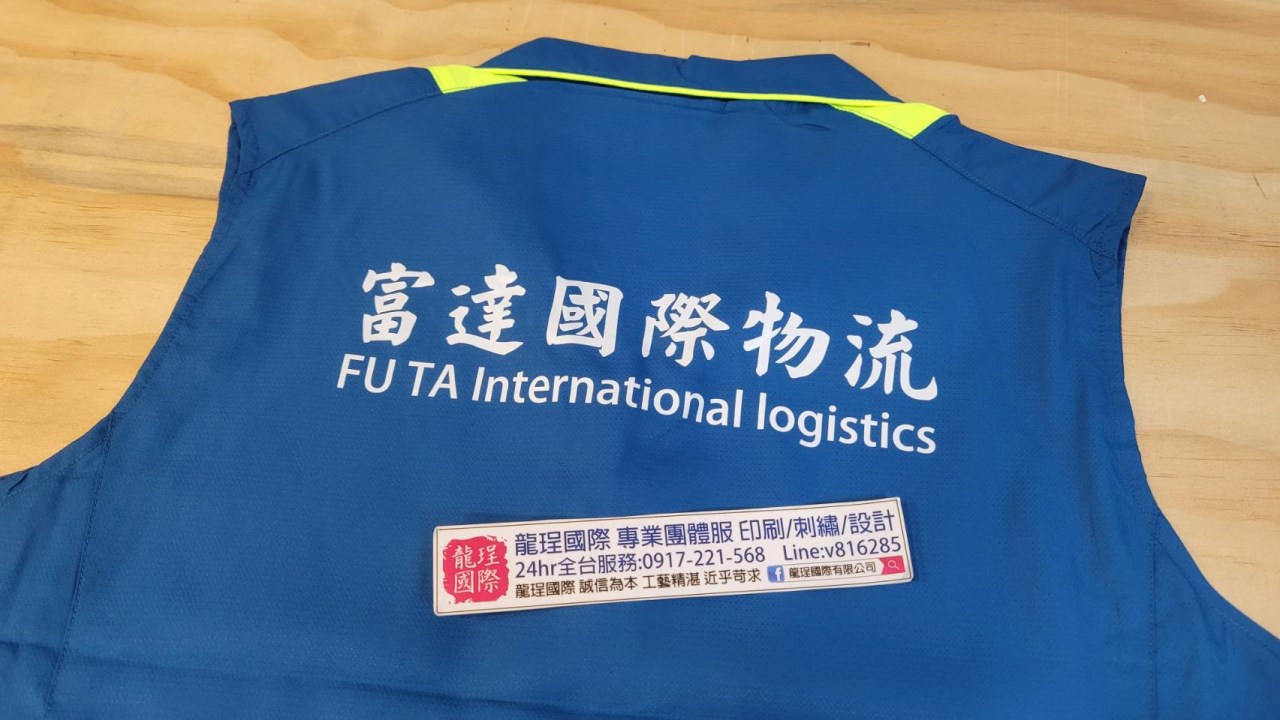 富達國際物流
FU TA International logistics
龍珵
國際
龍珵國際 專業團體服 印刷/刺繡/設計
24hr全台服務:0917-221-568 Line:v816285
龍珵國際 誠信為本 工藝精湛 近乎苛求 f 龍珵國際有限公司